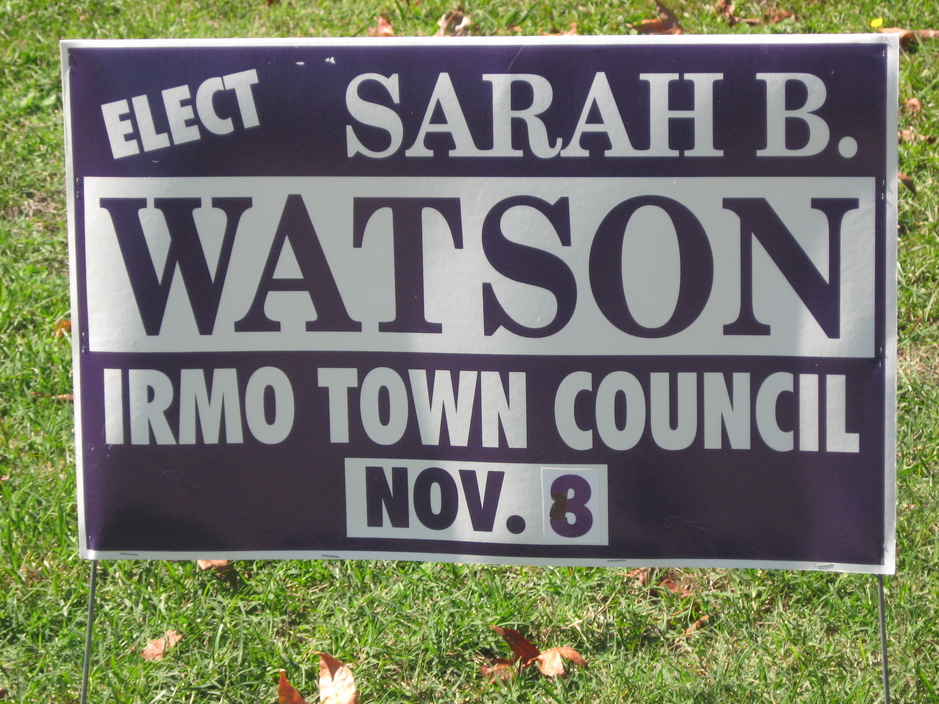 ELECT SARAH B.
WATSON
IRMO TOWN COUNCIL
NOV. 8